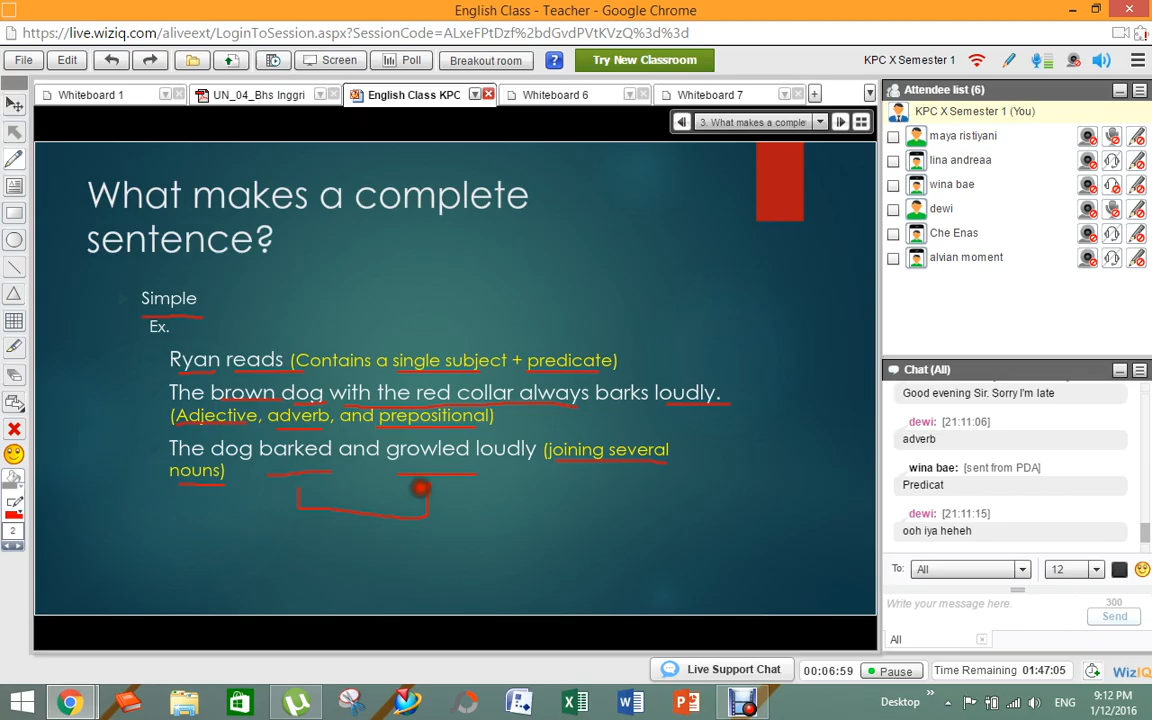 English Class - Teacher - Google Chrome
https://live.wiziq.com/aliveext/LoginToSession.aspx?SessionCode=ALxeFPtDzf%2bdGvdPVtKVZQ%3d%3d
File Edit Screen Poll Breakout room ? Try New Classroom KPC X Semester 1
Whiteboard 1 UN_04_Bhs Inggri English Class KPC Whiteboard 6 Whiteboard 7
3. What makes a comple
What makes a complete
sentence?
Simple
Ex.
Ryan reads (Contains a single subject + predicate)
The brown dog with the red collar always barks loudly.
(Adjective, adverb, and prepositional)
The dog barked and growled loudly (joining several
nouns)
2
Attendee list (6)
KPC X Semester 1 (You)
maya ristiyani
lina andreaa
wina bae
dewi
Che Enas
alvian moment
Chat (All)
Good evening Sir. Sorry I'm late
dewi: [21:11:06]
adverb
wina bae: [sent from PDA]
Predicat
dewi: [21:11:15]
ooh iya heheh
To: All 12
Write your message here.
300
Send
All
Live Support Chat 00:06:59 Pause Time Remaining 01:47:05 WizIQ
Desktop ENG 9:12 PM
1/12/2016